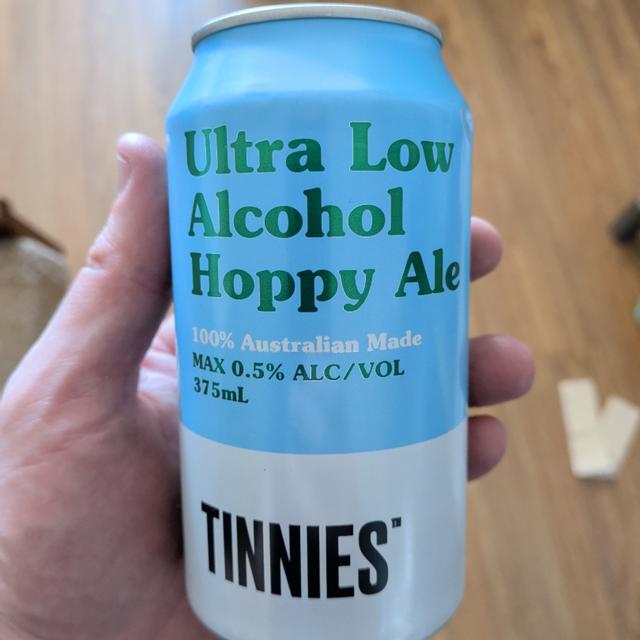 Ultra Low
Alcohol
Hoppy Ale
100% Australian Made
MAX 0.5% ALC/VOL
375mL
TINNIES™